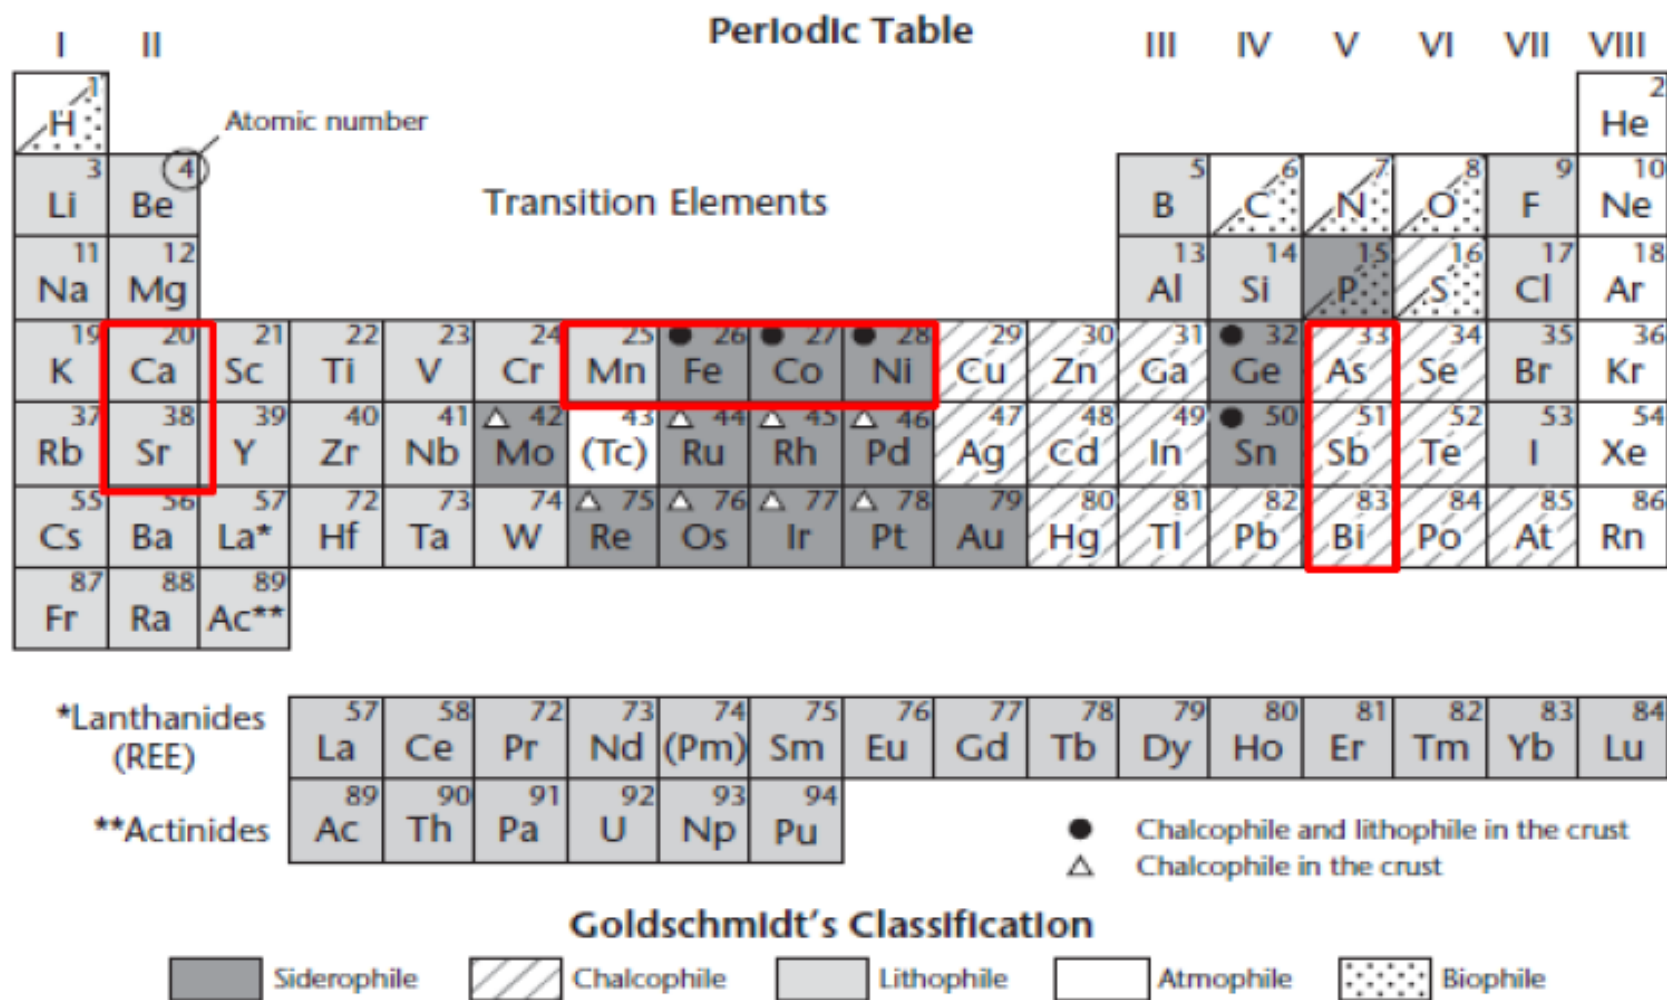 Periodic Table
I II III IV V VI VII VIII
1 2
H He
Atomic number
3 4 5 6 7 8 9 10
Li Be Transition Elements B C N O F Ne
11 12 13 14 15 16 17 18
Na Mg Al Si P S Cl Ar
19 20 21 22 23 24 25 26 27 28 29 30 31 32 33 34 35 36
K Ca Sc Ti V Cr Mn Fe Co Ni Cu Zn Ga Ge As Se Br Kr
37 38 39 40 41 42 43 44 45 46 47 48 49 50 51 52 53 54
Rb Sr Y Zr Nb Mo (Tc) Ru Rh Pd Ag Cd In Sn Sb Te I Xe
55 56 57 72 73 74 75 76 77 78 79 80 81 82 83 84 85 86
Cs Ba La* Hf Ta W Re Os Ir Pt Au Hg Tl Pb Bi Po At Rn
87 88 89
Fr Ra Ac**
*Lanthanides
(REE)
57 58 72 73 74 75 76 77 78 79 80 81 82 83 84
La Ce Pr Nd (Pm) Sm Eu Gd Tb Dy Ho Er Tm Yb Lu
**Actinides
89 90 91 92 93 94
Ac Th Pa U Np Pu
Chalcophile and lithophile in the crust
Chalcophile in the crust
Goldschmidt's Classification
Siderophile Chalcophile Lithophile Atmophile Biophile